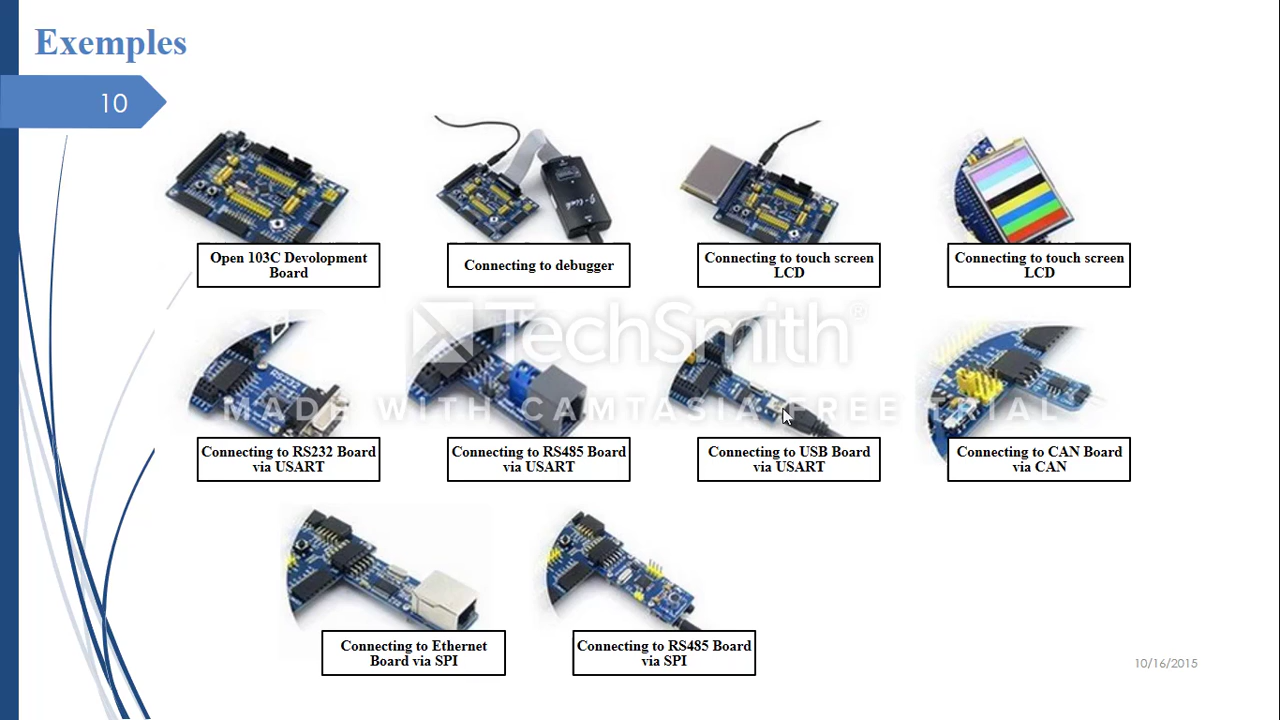 Exemples
10
Open 103C Devolopment
Board
Connecting to debugger
Connecting to touch screen
LCD
Connecting to touch screen
LCD
TechSmith®
MADE WITH CAMTASIA FREE TRIAL
RS232
J-Link
Connecting to RS232 Board
via USART
Connecting to RS485 Board
via USART
Connecting to USB Board
via USART
Connecting to CAN Board
via CAN
Connecting to Ethernet
Board via SPI
Connecting to RS485 Board
via SPI
10/16/2015